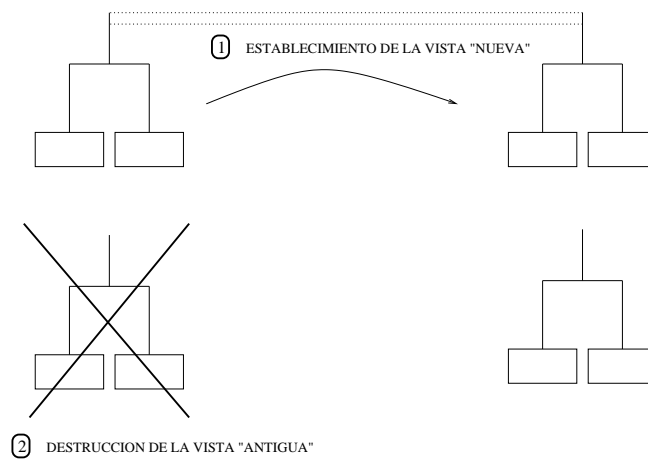 1 ESTABLECIMIENTO DE LA VISTA "NUEVA"
2 DESTRUCCION DE LA VISTA "ANTIGUA"